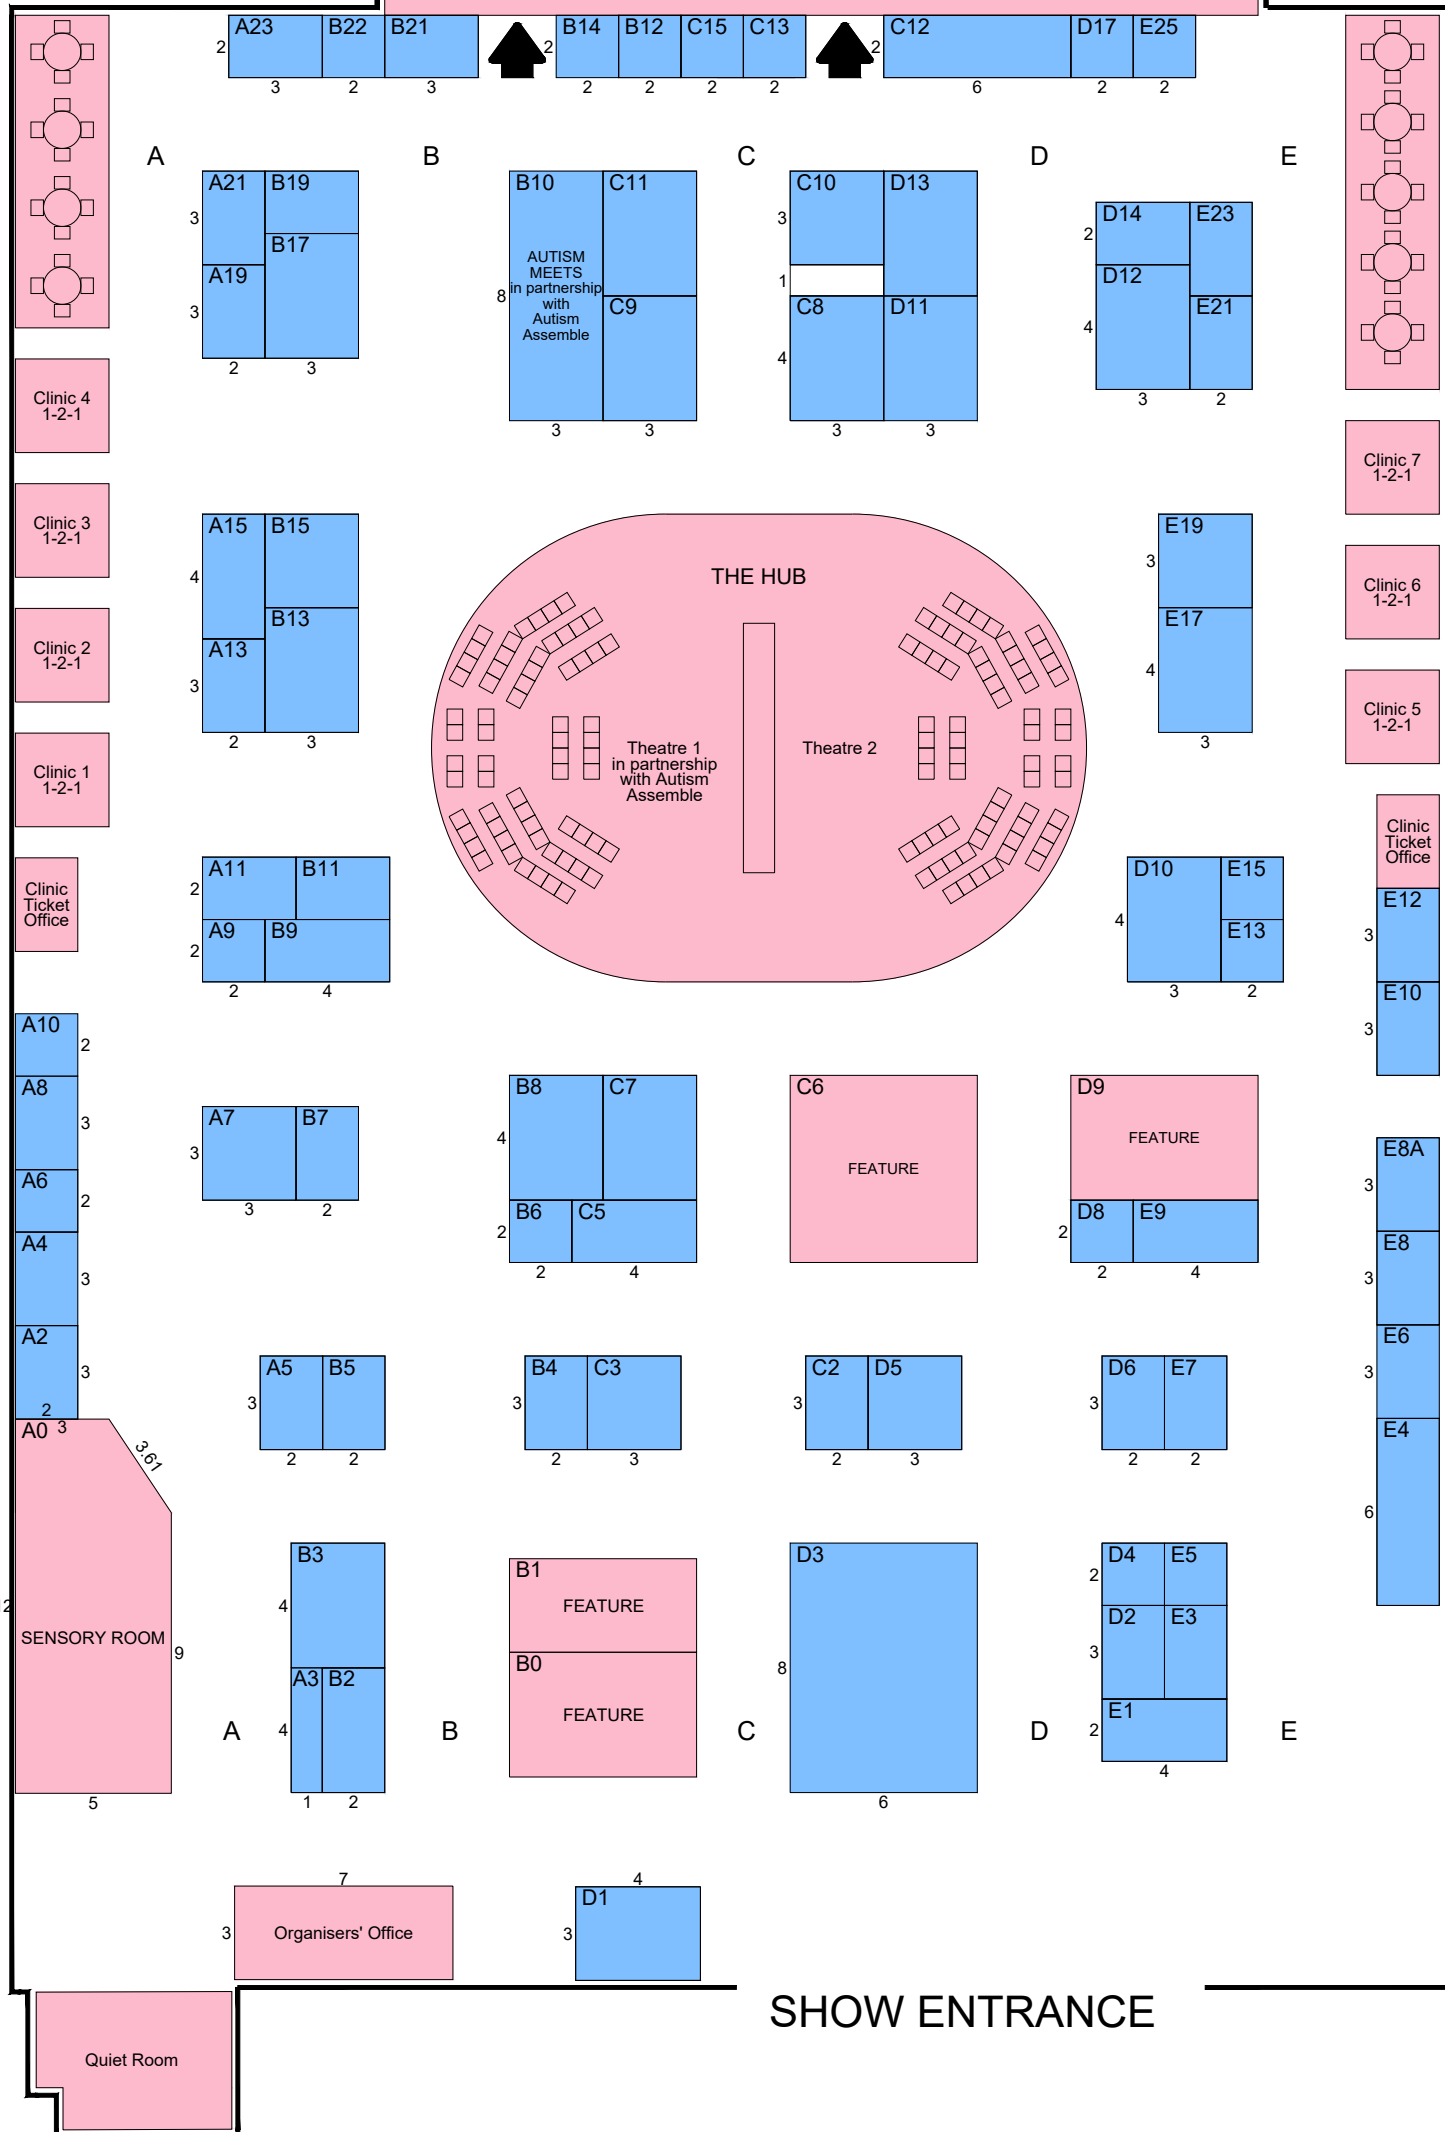 A23 B22 B21 B14 B12 C15 C13 C12 D17 E25
2 2 2
3 2 3 2 2 2 2 6 2 2
A B C D E
A21 B19 B10 C11 C10 D13
D14 E23
3 3 2
B17
AUTISM
MEETS
in partnership
with
Autism
Assemble
A19 D12
8 1
C9 C8 D11 E21
3 4 4
2 3 3 2
3 3 3 3
Clinic 4
1-2-1
Clinic 7
1-2-1
Clinic 3
1-2-1
A15 B15 E19
4 3
THE HUB
Clinic 6
1-2-1
B13 E17
Clinic 2
1-2-1
A13
3 4
Clinic 5
1-2-1
2 3 3
Theatre 1
in partnership
with Autism
Assemble
Theatre 2
Clinic 1
1-2-1
Clinic
Ticket
Office
A11 B11 D10 E15
2 4
Clinic
Ticket
Office
E12
A9 B9 E13
2 3
2 4 3 2
E10
A10
2 3
A8 B8 C7 C6 D9
3 4
A7 B7
3
FEATURE
FEATURE
E8A
3
A6
2
B6 C5 D8 E9
3 2
2 2
A4 E8
3 3
2 4 2 4
A2 E6
3 3
A5 B5 B4 C3 C2 D5 D6 E7
3 3 3 3
2
A0 3
E4
3.61
2 2 2 3 2 3 2 2
6
B3 D3 D4 E5
4 2
B1
FEATURE
12
SENSORY ROOM
9
D2 E3
3
B0
FEATURE
8
A3 B2
4
E1
2
A B C D E
4
5 1 2 6
7 4
D1
3
Organisers' Office
3
SHOW ENTRANCE
Quiet Room